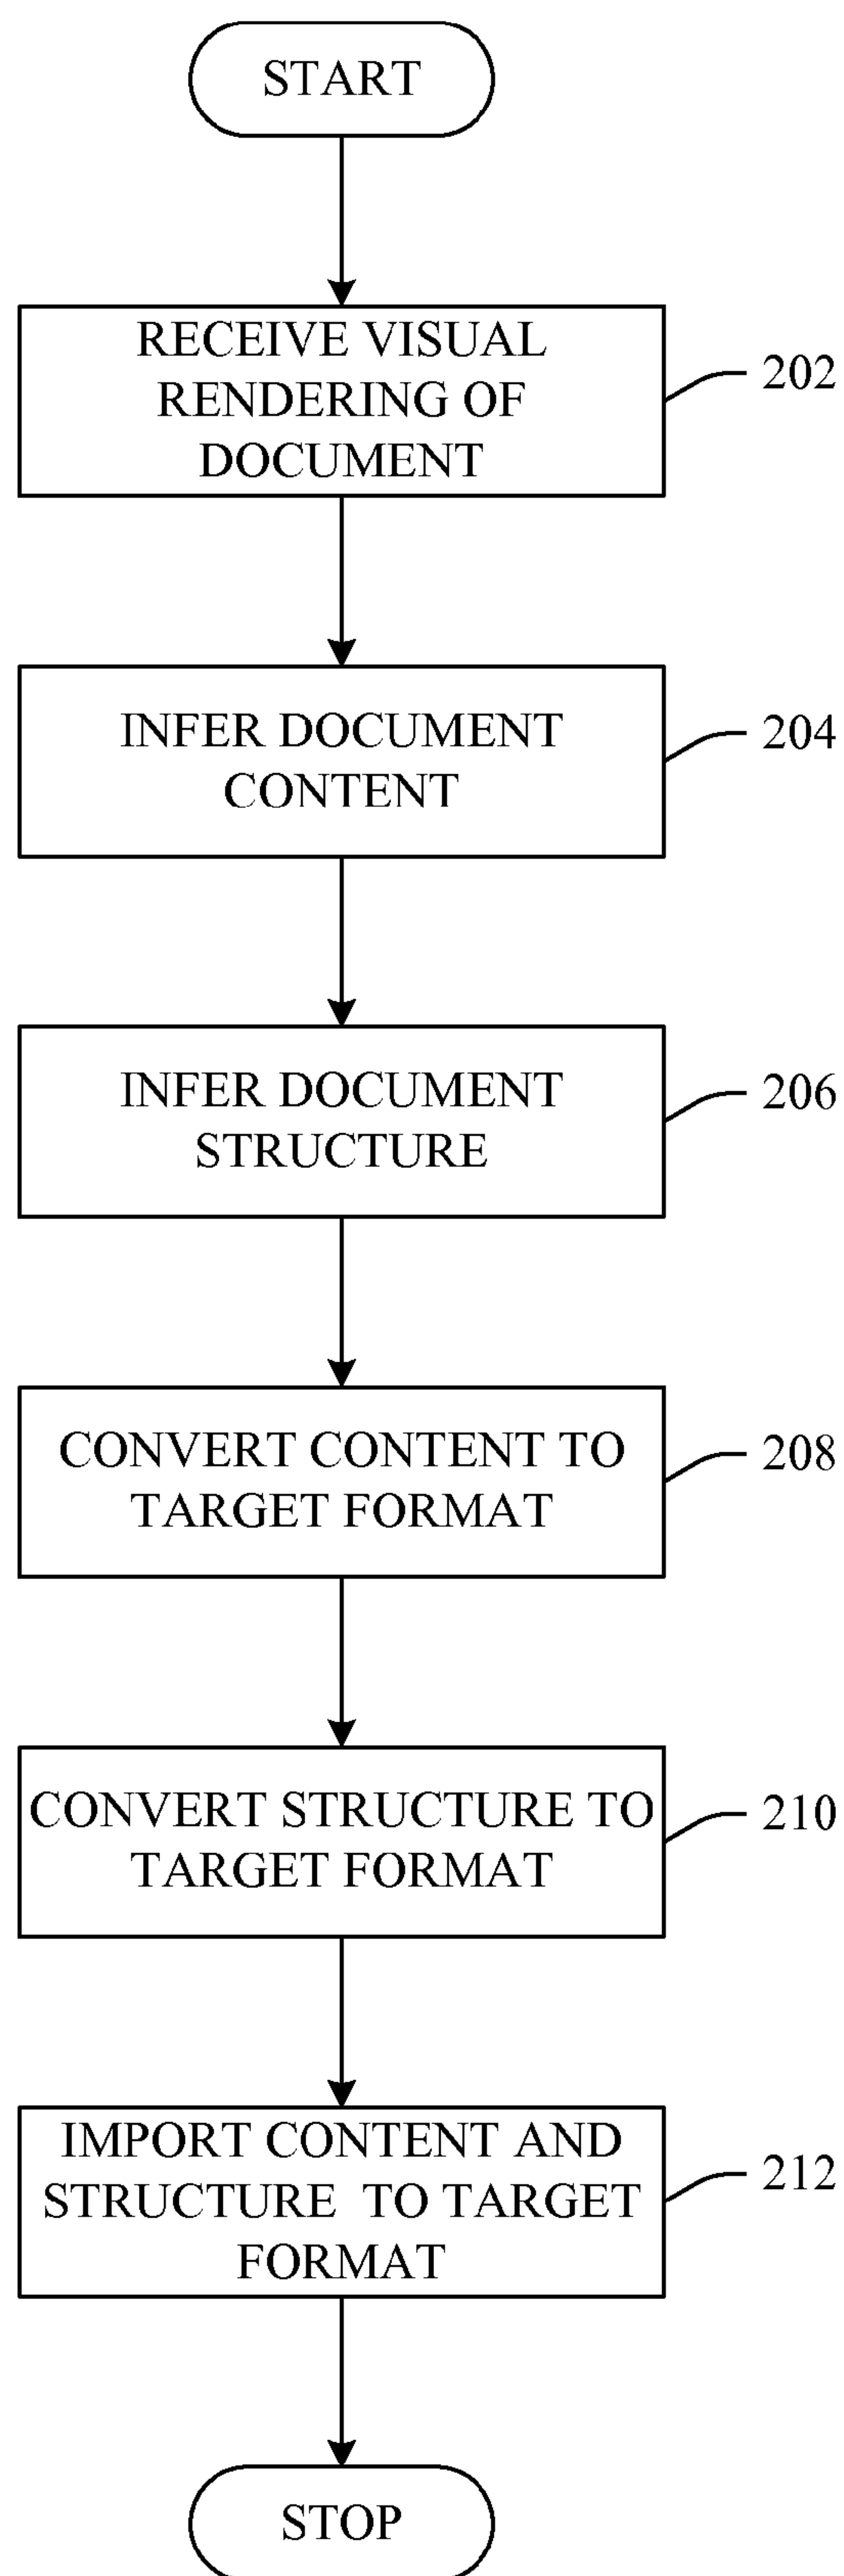 START
RECEIVE VISUAL
RENDERING OF
DOCUMENT
202
INFER DOCUMENT
CONTENT
204
INFER DOCUMENT
STRUCTURE
206
CONVERT CONTENT TO
TARGET FORMAT
208
CONVERT STRUCTURE TO
TARGET FORMAT
210
IMPORT CONTENT AND
STRUCTURE TO TARGET
FORMAT
212
STOP